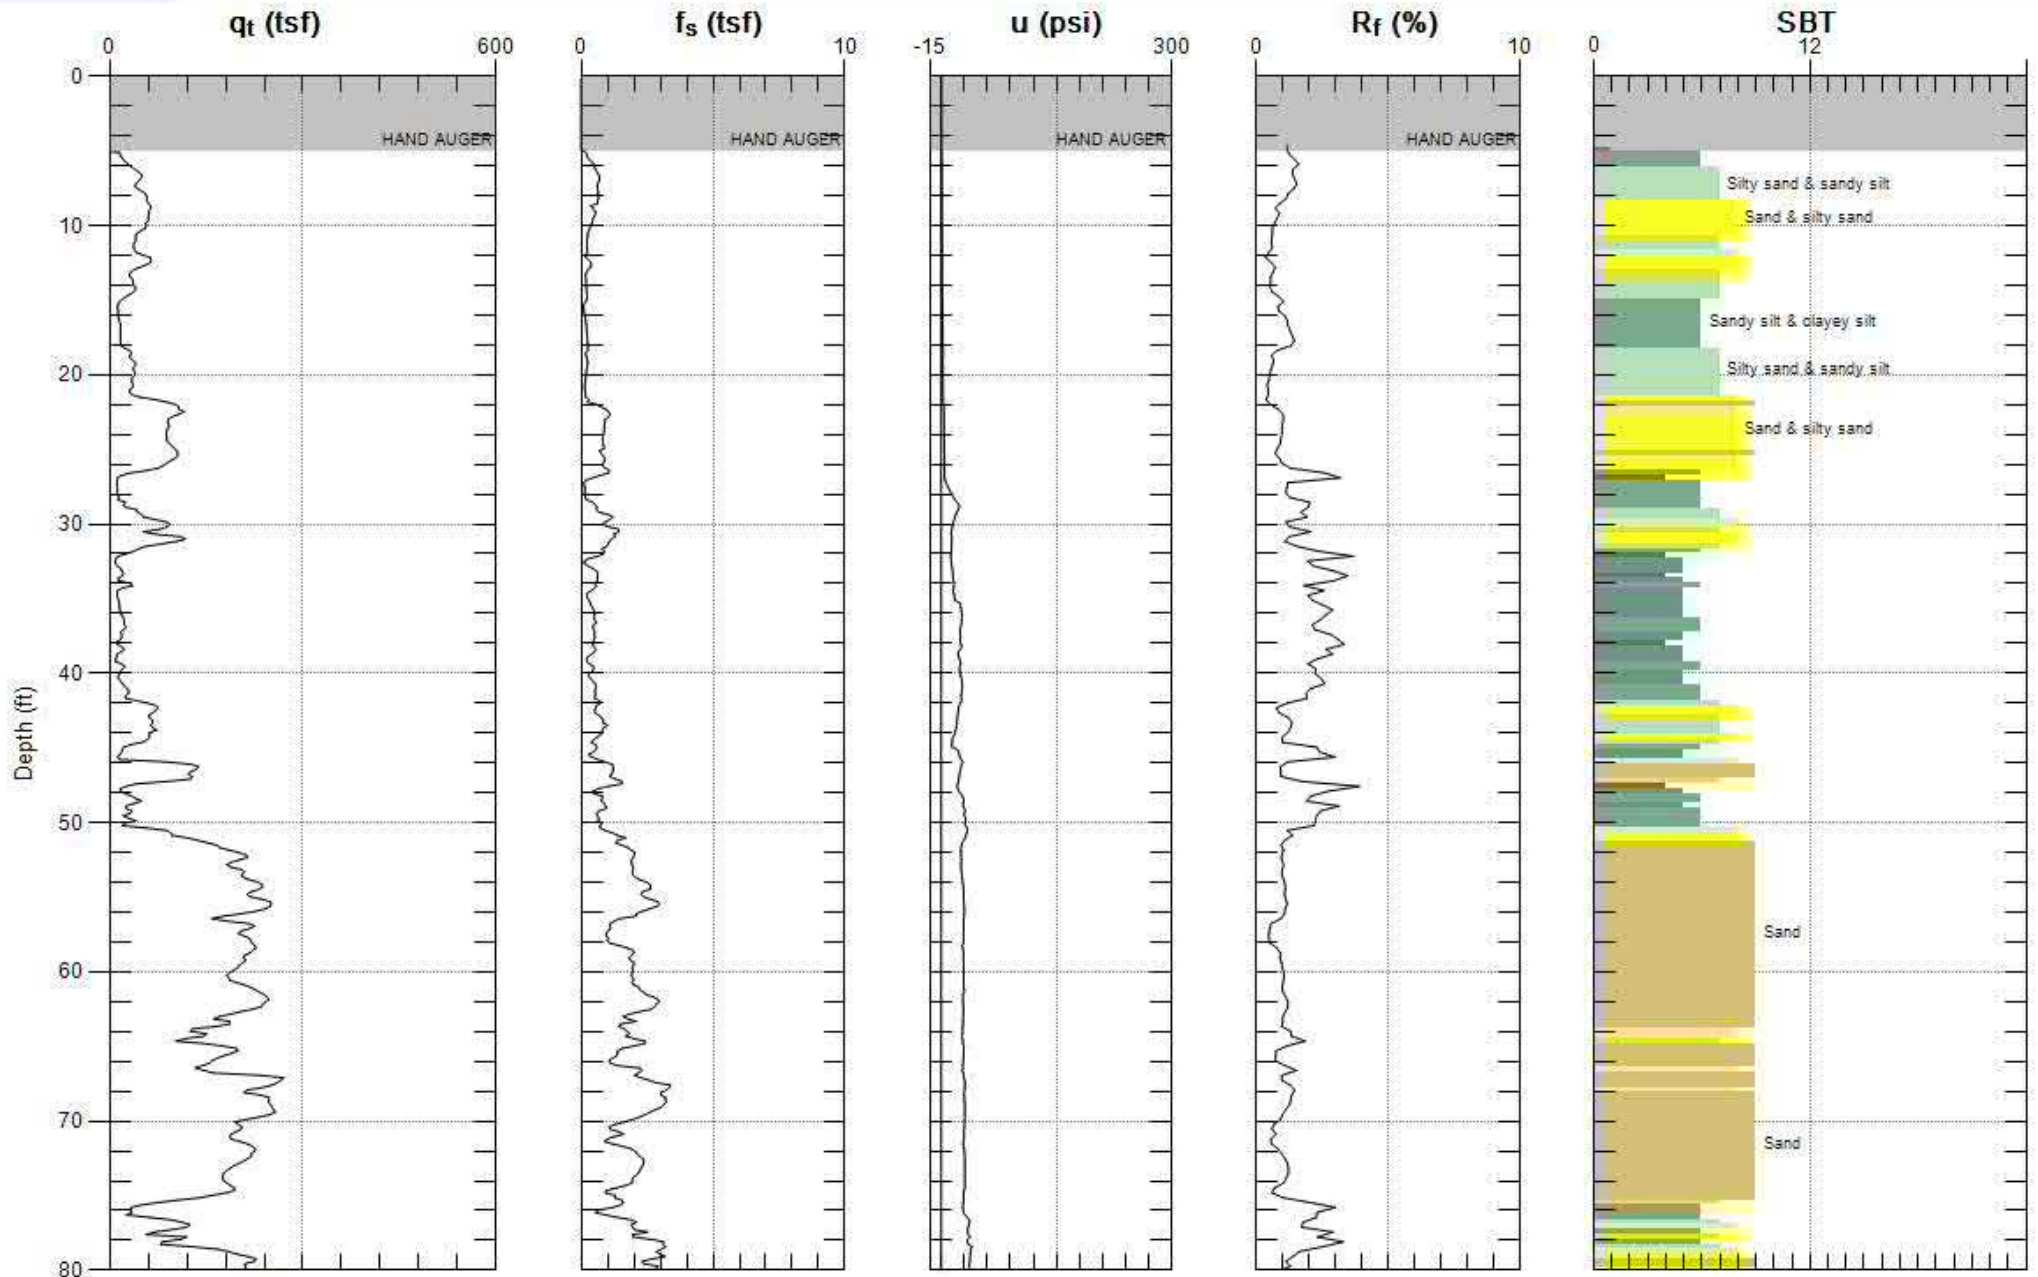 qt (tsf)
fs (tsf)
u (psi)
Rf (%)
SBT
0 600
0 10
-15 300
0 10
0 12
0
HAND AUGER
HAND AUGER
HAND AUGER
HAND AUGER
Silty sand & sandy silt
Sand & silty sand
10
Sandy silt & clayey silt
Silty sand & sandy silt
20
Sand & silty sand
30
40
Depth (ft)
50
Sand
60
70
Sand
80